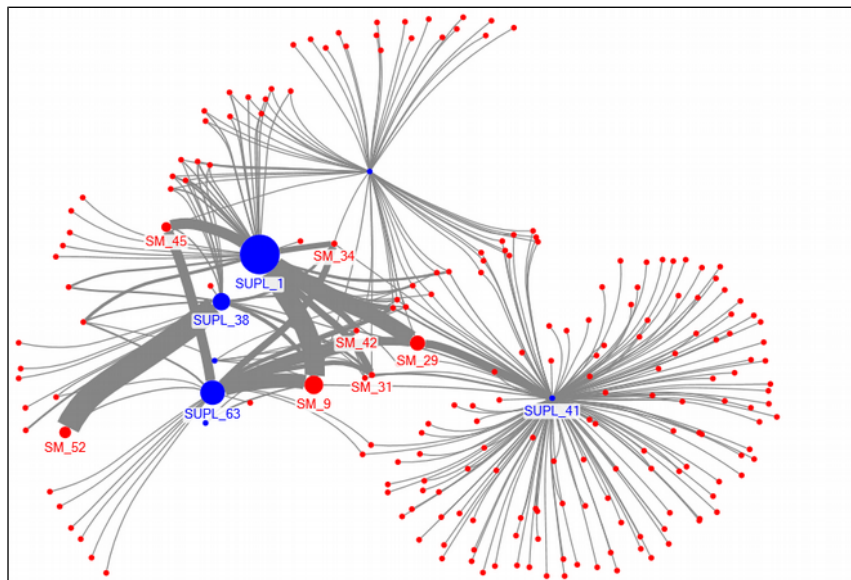 SM_45
SM_34
SUPL_1
SUPL_38
SM_42
SM_29
SM_31
SM_9
SUPL_63
SUPL_41
SM_52